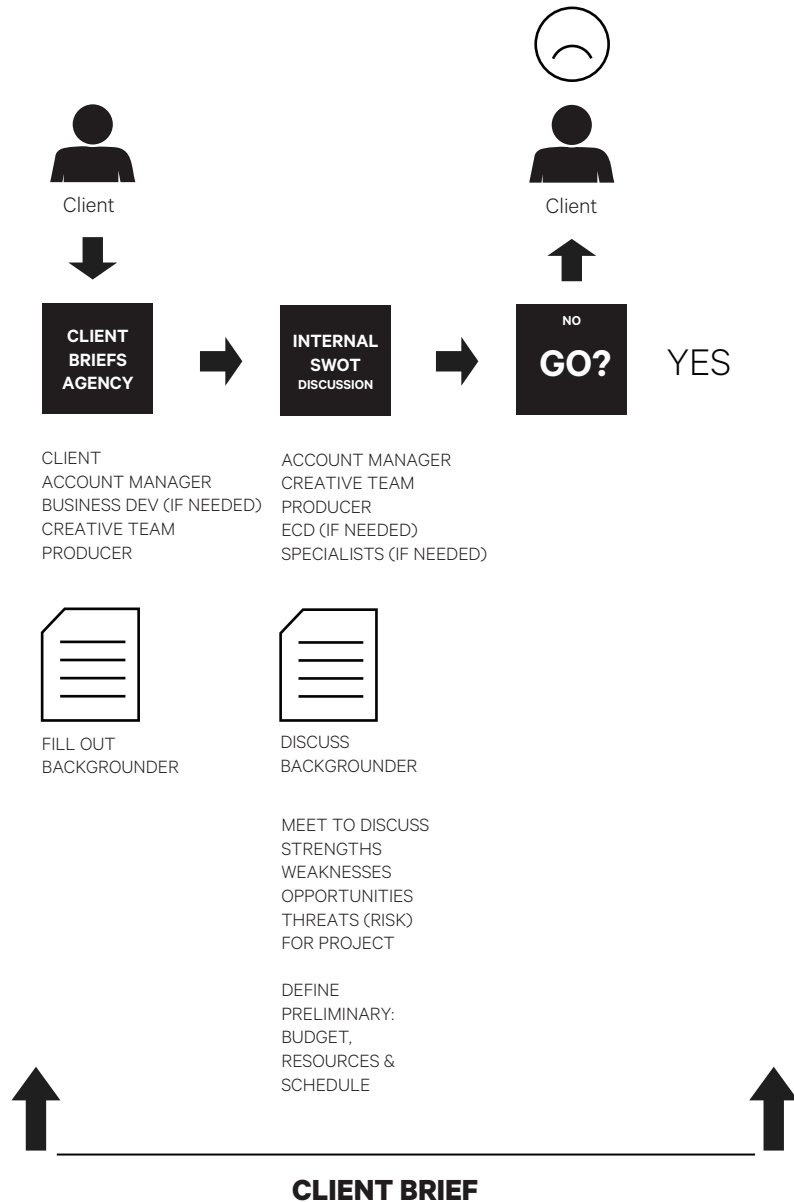 Client
Client
CLIENT
BRIEFS
AGENCY
INTERNAL
SWOT
DISCUSSION
NO
GO?
YES
CLIENT
ACCOUNT MANAGER
BUSINESS DEV (IF NEEDED)
CREATIVE TEAM
PRODUCER
ACCOUNT MANAGER
CREATIVE TEAM
PRODUCER
ECD (IF NEEDED)
SPECIALISTS (IF NEEDED)
FILL OUT
BACKGROUNDER
DISCUSS
BACKGROUNDER
MEET TO DISCUSS
STRENGTHS
WEAKNESSES
OPPORTUNITIES
THREATS (RISK)
FOR PROJECT
DEFINE
PRELIMINARY:
BUDGET,
RESOURCES &
SCHEDULE
CLIENT BRIEF